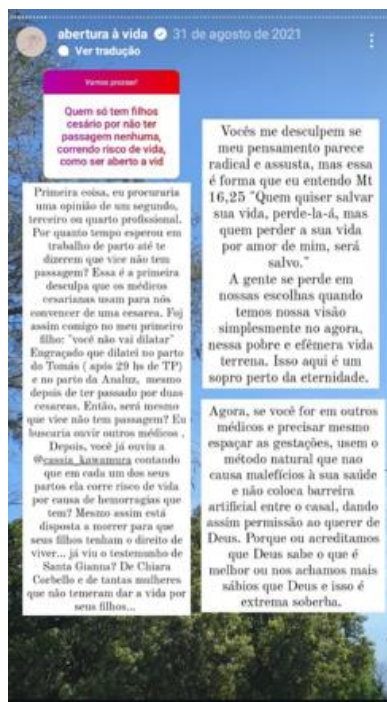 abertura à vida 31 de agosto de 2021
Ver tradução
Vamos prosear!
Quem só tem filhos
cesário por não ter
passagem nenhuma,
correndo risco de vida,
como ser aberto a vid
Primeira coisa, eu procuraria
uma opinião de um segundo,
terceiro ou quarto profissional.
Por quanto tempo esperou em
trabalho de parto até te
dizerem que vice não tem
passagem? Essa é a primeira
desculpa que os médicos
cesarianas usam para nós
convencer de uma cesarea. Foj
assim comigo no meu primeiro
filho: "você não vai dilatar"
Engraçado que dilatei no parto
do Tomás ( após 29 hs de TP)
e no parto da Analuz, mesmo
depois de ter passado por duas
cesareas. Então, será mesmo
que vice não tem passagem? Eu
buscaria ouvir outros médicos .
Depois, você já ouviu a
@cassia_kawamura contando
que em cada um dos seus
partos ela corre risco de vida
por causa de hemorragias que
tem? Mesmo assim está
disposta a morrer para que
seus filhos tenham o direito de
viver... já viu o testemunho de
Santa Gianna? De Chiara
Corbello e de tantas mulheres
que não temeram dar a vida por
seus filhos...
Vocês me desculpem se
meu pensamento parece
radical e assusta, mas essa
é forma que eu entendo Mt
16,25 "Quem quiser salvar
sua vida, perde-la-á, mas
quem perder a sua vida
por amor de mim, será
salvo."
A gente se perde em
nossas escolhas quando
temos nossa visão
simplesmente no agora,
nessa pobre e efêmera vida
terrena. Isso aqui é um
sopro perto da eternidade.
Agora, se você for em outros
médicos e precisar mesmo
espaçar as gestações, usem o
método natural que nao
causa malefícios à sua saúde
e não coloca barreira
artificial entre o casal, dando
assim permissão ao querer de
Deus. Porque ou acreditamos
que Deus sabe o que é
melhor ou nos achamos mais
sábios que Deus e isso é
extrema soberba.